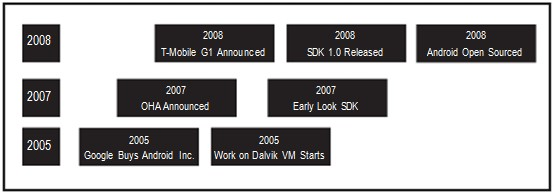 2008
2008
T-Mobile G1 Announced
2008
SDK 1.0 Released
2008
Android Open Sourced
2007
2007
OHA Announced
2007
Early Look SDK
2005
2005
Google Buys Android Inc.
2005
Work on Dalvik VM Starts